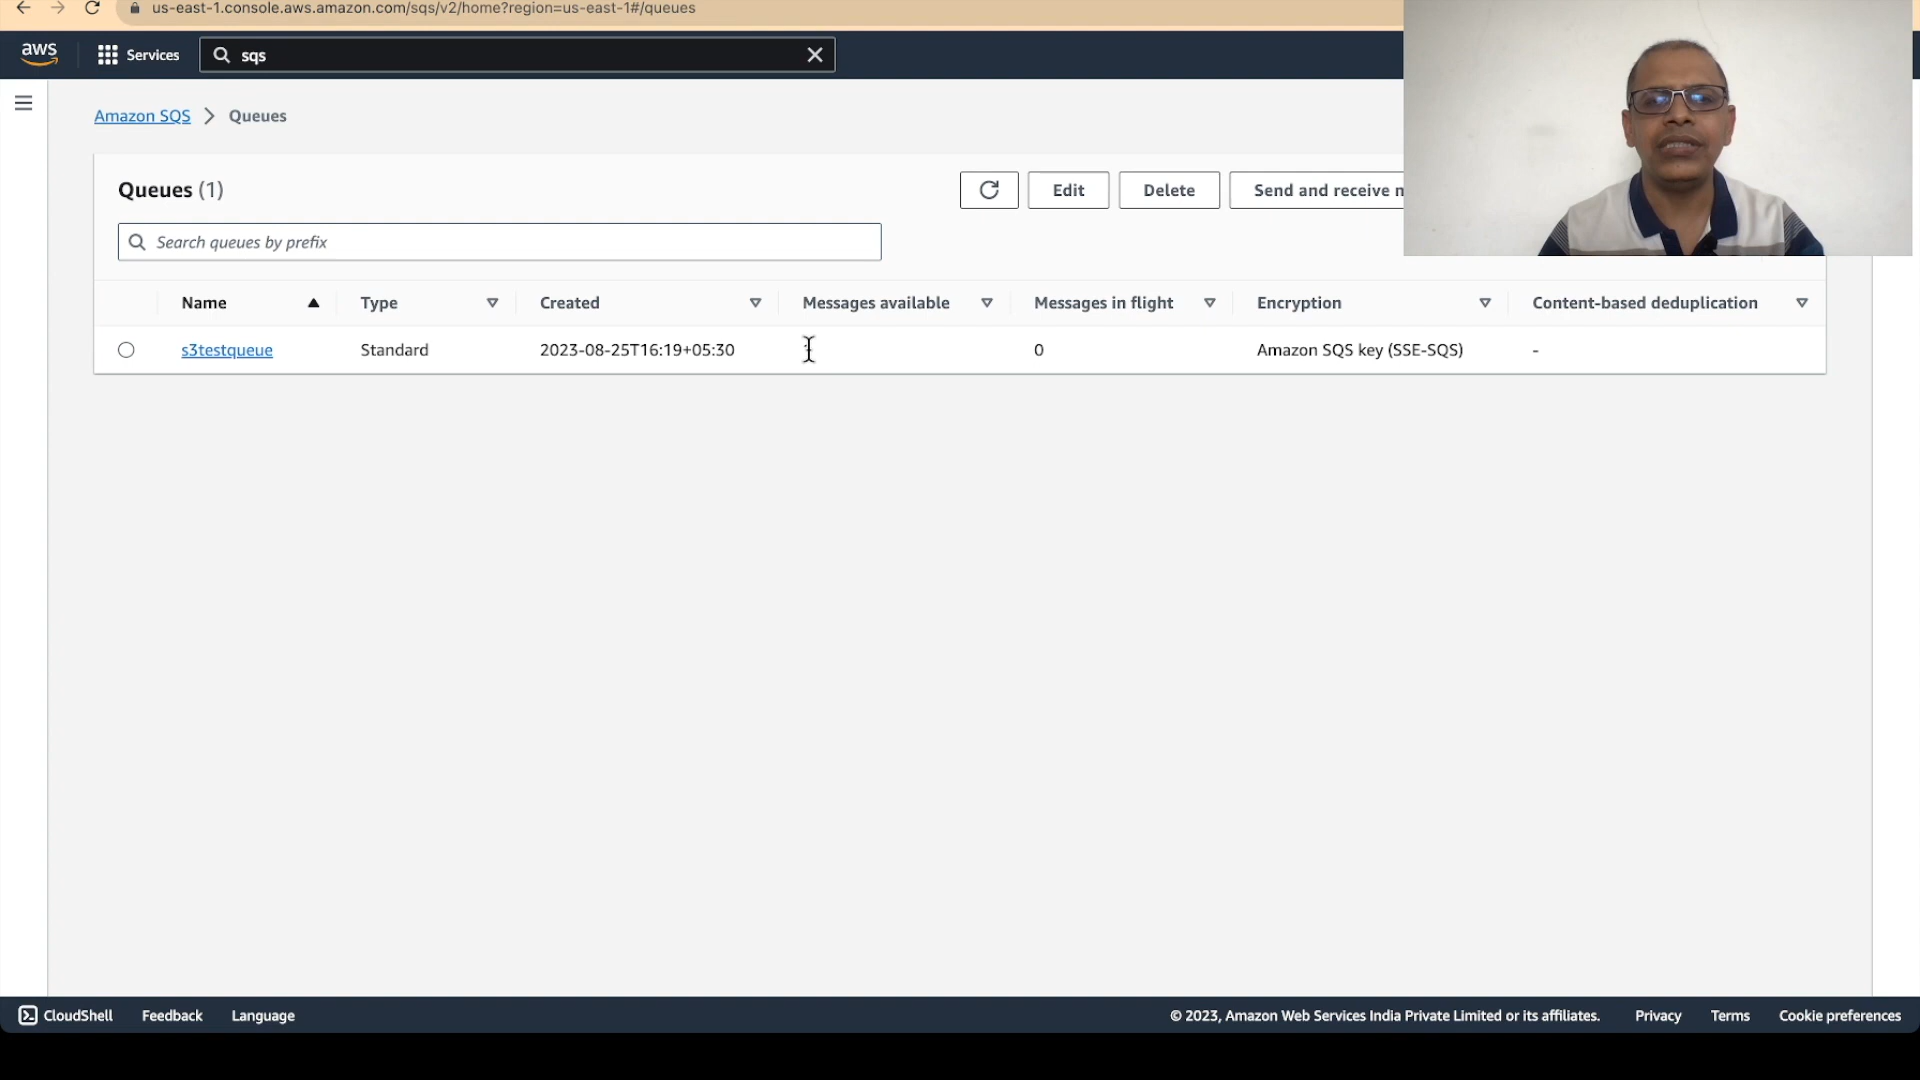 us-east-1.console.aws.amazon.com/sqs/v2/home?region=us-east-1#/queues
aws
Services
sqs
Amazon SQS
Queues
Queues (1)
Edit
Delete
Send and receive
Search queues by prefix
Name
Type
Created
Messages available
Messages in flight
Encryption
Content-based deduplication
s3testqueue
Standard
2023-08-25T16:19+05:30
0
Amazon SQS key (SSE-SQS)
-
CloudShell
Feedback
Language
© 2023, Amazon Web Services India Private Limited or its affiliates.
Privacy
Terms
Cookie preferences